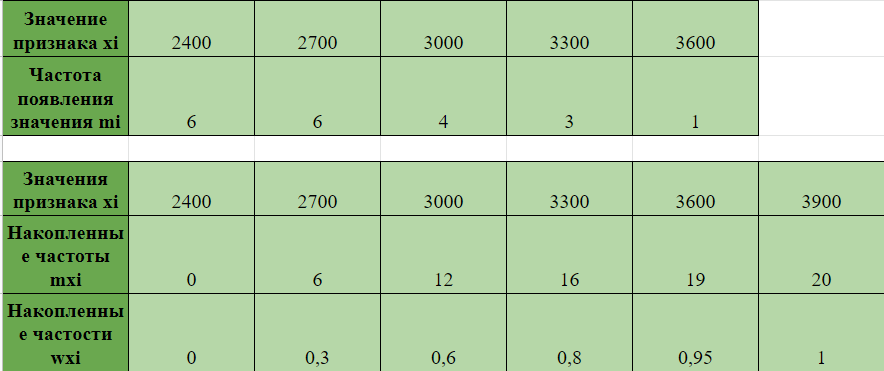 Значение
признака xi 2400 2700 3000 3300 3600
Частота
появления
значения mi 6 6 4 3 1
Значения
признака xi 2400 2700 3000 3300 3600 3900
Накопленны
е частоты
mxi 0 6 12 16 19 20
Накопленны
е частости
wxi 0 0,3 0,6 0,8 0,95 1